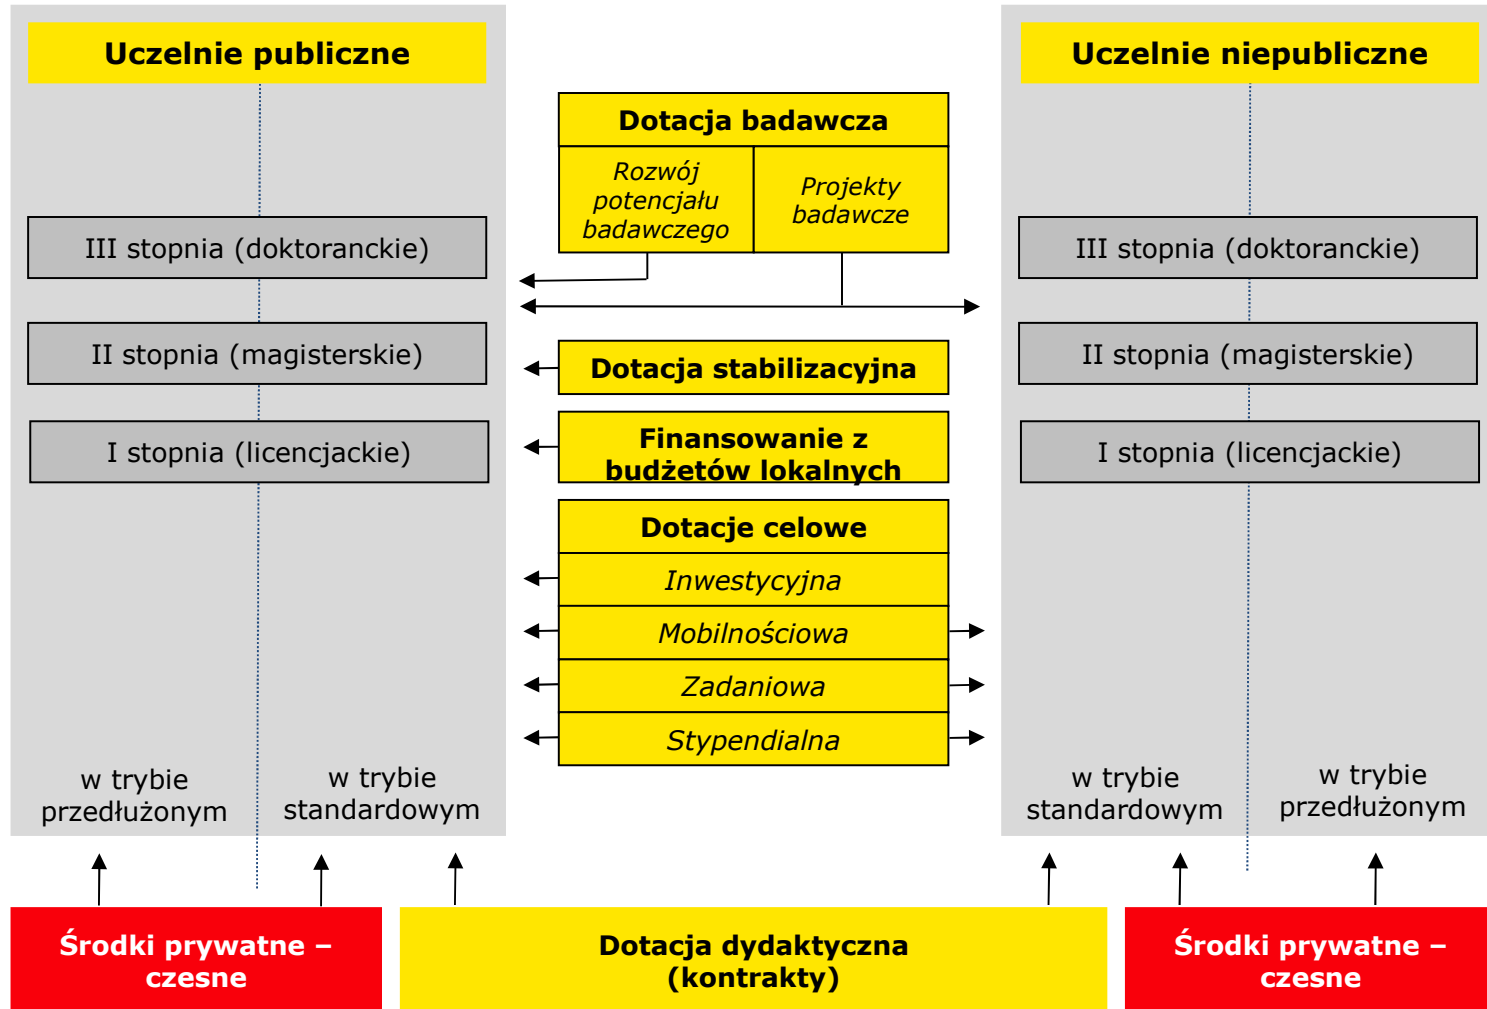 Uczelnie publiczne
Uczelnie niepubliczne
Dotacja badawcza
Rozwój
potencjału
badawczego
Projekty
badawcze
III stopnia (doktoranckie)
II stopnia (magisterskie)
I stopnia (licencjackie)
III stopnia (doktoranckie)
II stopnia (magisterskie)
I stopnia (licencjackie)
Dotacja stabilizacyjna
Finansowanie z
budżetów lokalnych
Dotacje celowe
Inwestycyjna
Mobilnościowa
Zadaniowa
Stypendialna
w trybie
przedłużonym
w trybie
standardowym
w trybie
standardowym
w trybie
przedłużonym
Środki prywatne –
czesne
Dotacja dydaktyczna
(kontrakty)
Środki prywatne –
czesne